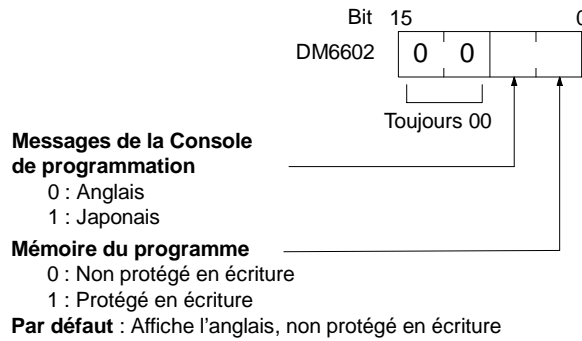 Bit 15 0
DM6602 0 0
Toujours 00
Messages de la Console
de programmation
0 : Anglais
1 : Japonais
Mémoire du programme
0 : Non protégé en écriture
1 : Protégé en écriture
Par défaut : Affiche l'anglais, non protégé en écriture